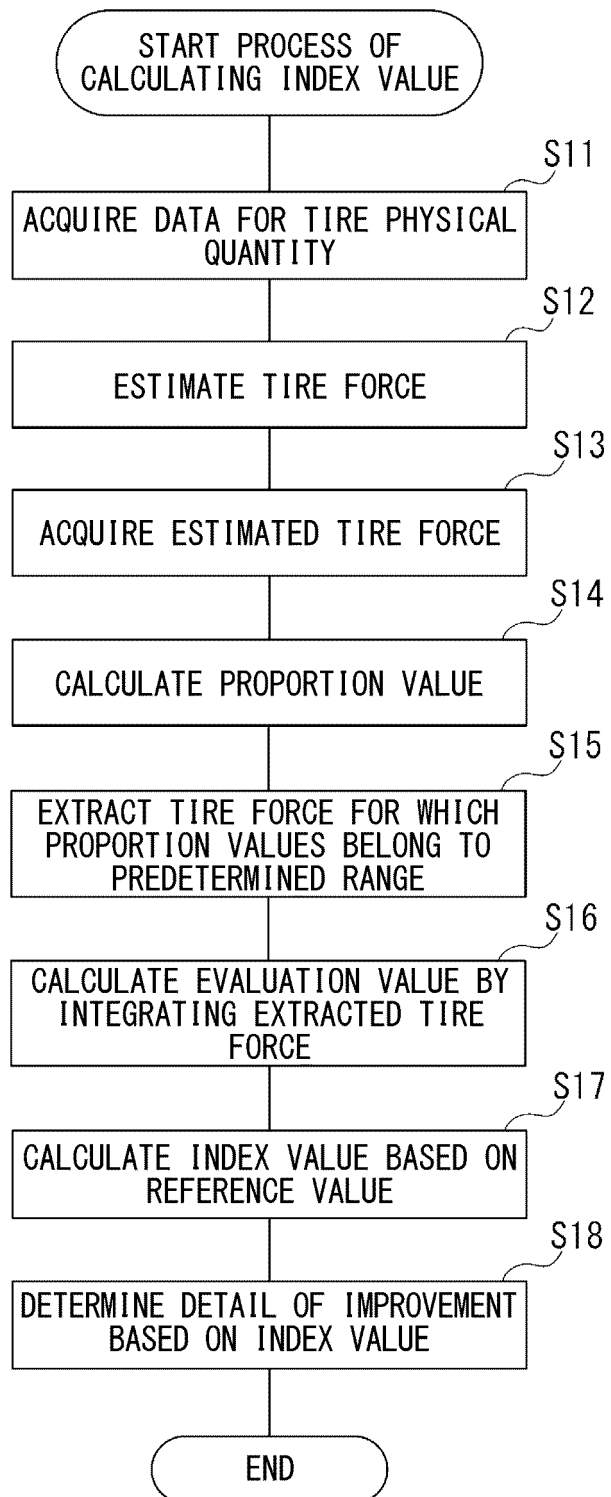 START PROCESS OF
CALCULATING INDEX VALUE
S11
ACQUIRE DATA FOR TIRE PHYSICAL
QUANTITY
S12
ESTIMATE TIRE FORCE
S13
ACQUIRE ESTIMATED TIRE FORCE
S14
CALCULATE PROPORTION VALUE
S15
EXTRACT TIRE FORCE FOR WHICH
PROPORTION VALUES BELONG TO
PREDETERMINED RANGE
S16
CALCULATE EVALUATION VALUE BY
INTEGRATING EXTRACTED TIRE
FORCE
S17
CALCULATE INDEX VALUE BASED ON
REFERENCE VALUE
S18
DETERMINE DETAIL OF IMPROVEMENT
BASED ON INDEX VALUE
END